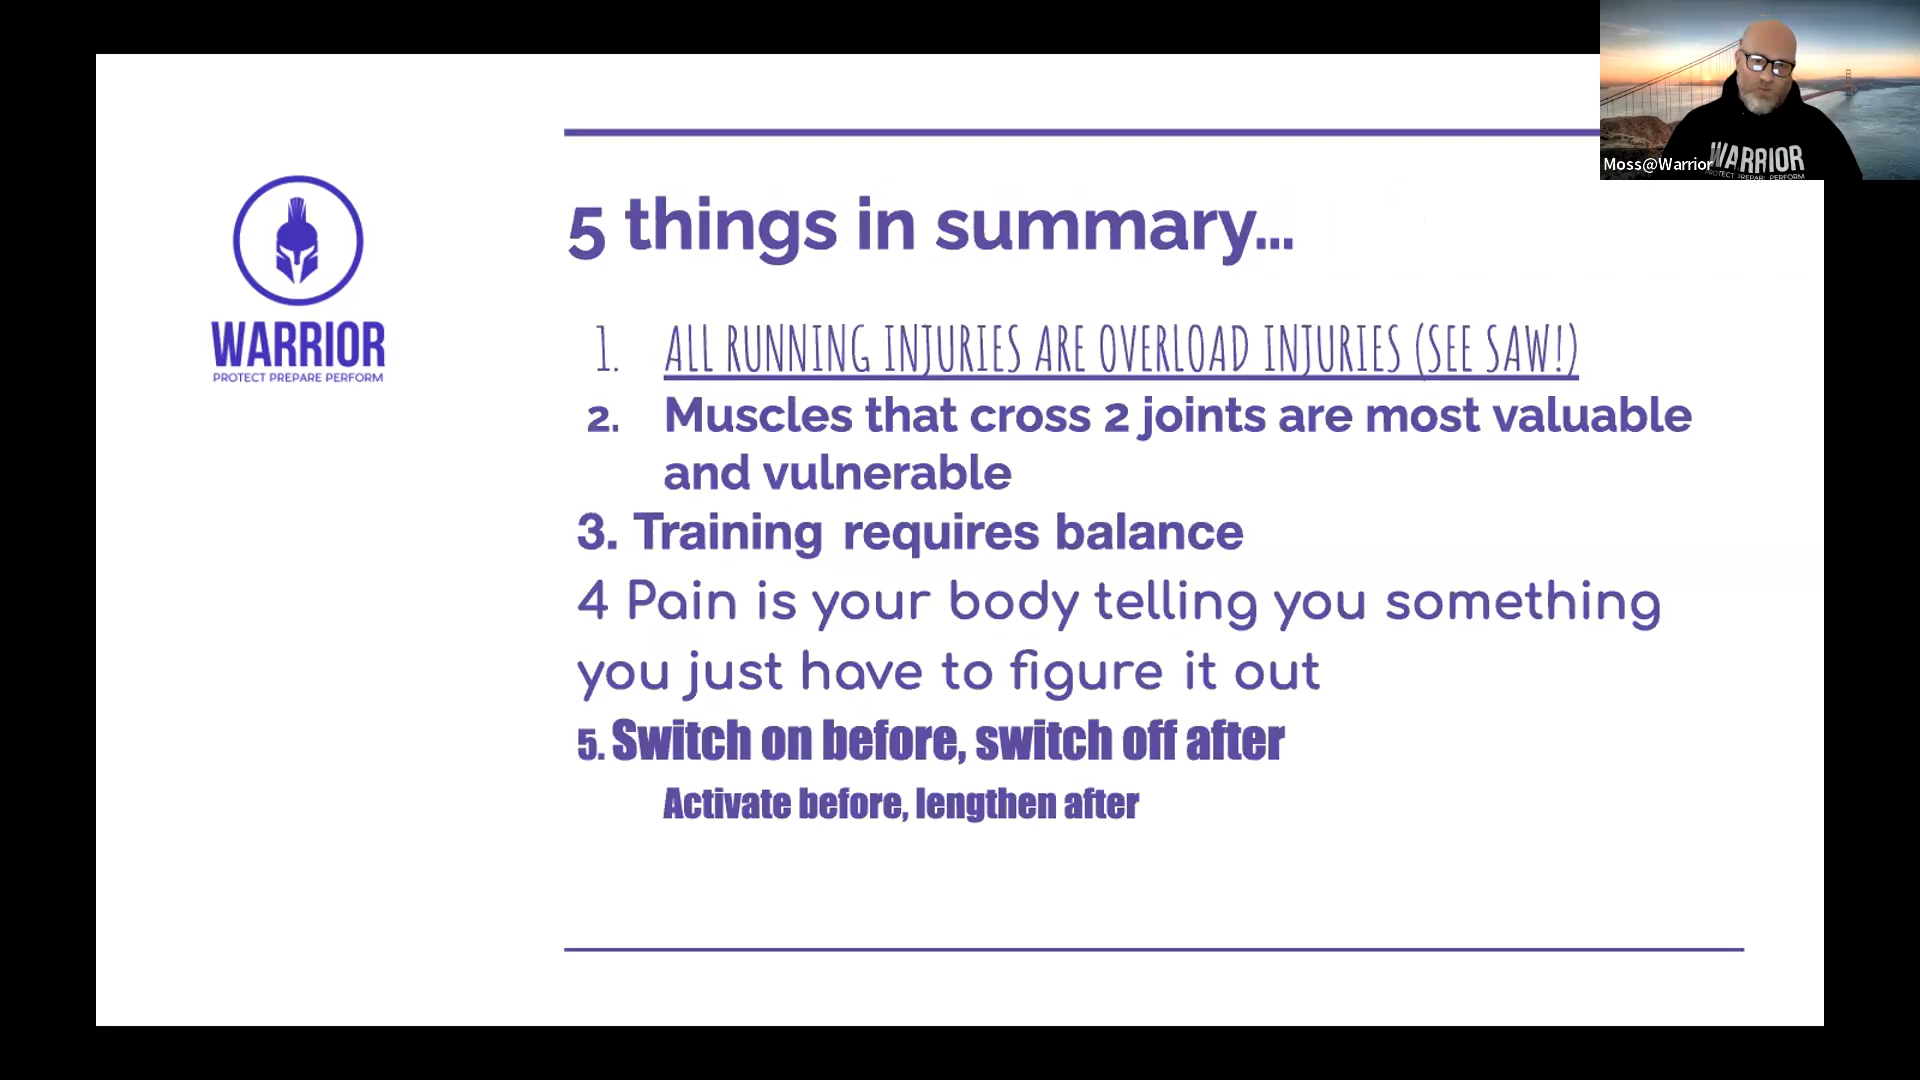 Moss@Warrior
WARRIOR
PROTECT PREPARE PERFORM
WARRIOR
PROTECT PREPARE PERFORM
5 things in summary...
1. ALL RUNNING INJURIES ARE OVERLOAD INJURIES (SEE SAW!)
2. Muscles that cross 2 joints are most valuable
and vulnerable
3. Training requires balance
4 Pain is your body telling you something
you just have to figure it out
5. Switch on before, switch off after
Activate before, lengthen after